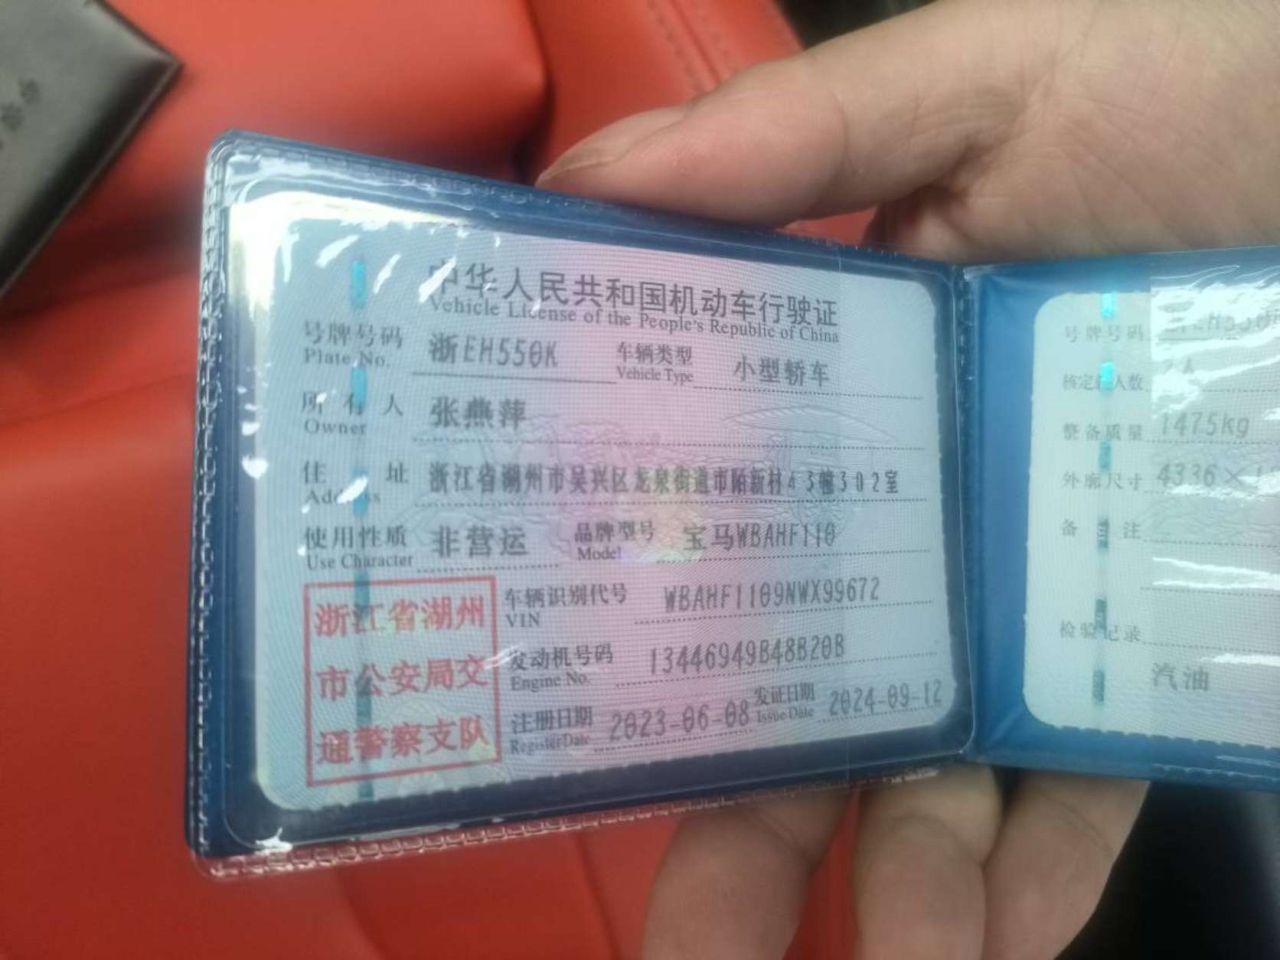 中华人民共和国机动车行驶证
Vehicle License of the People's Republic of China
号牌号码 浙EH550K 车辆类型 小型轿车
Plate No. Vehicle Type
所有人 张燕萍
Owner
住址 浙江省湖州市吴兴区龙泉街道市陌新村43幢302室
Address
使用性质 非营运 品牌型号 宝马WBAHF110
Use Character Model
浙江省湖州
市公安局交
通警察支队
车辆识别代号 WBAHF1109NWX99672
VIN
发动机号码 13446949B48B20B
Engine No.
注册日期 2023-06-08 发证日期 2024-09-12
Register Date Issue Date
号牌号码
核定载人数
整备质量 1475kg
外廓尺寸 4336×
备注
检验记录
汽油